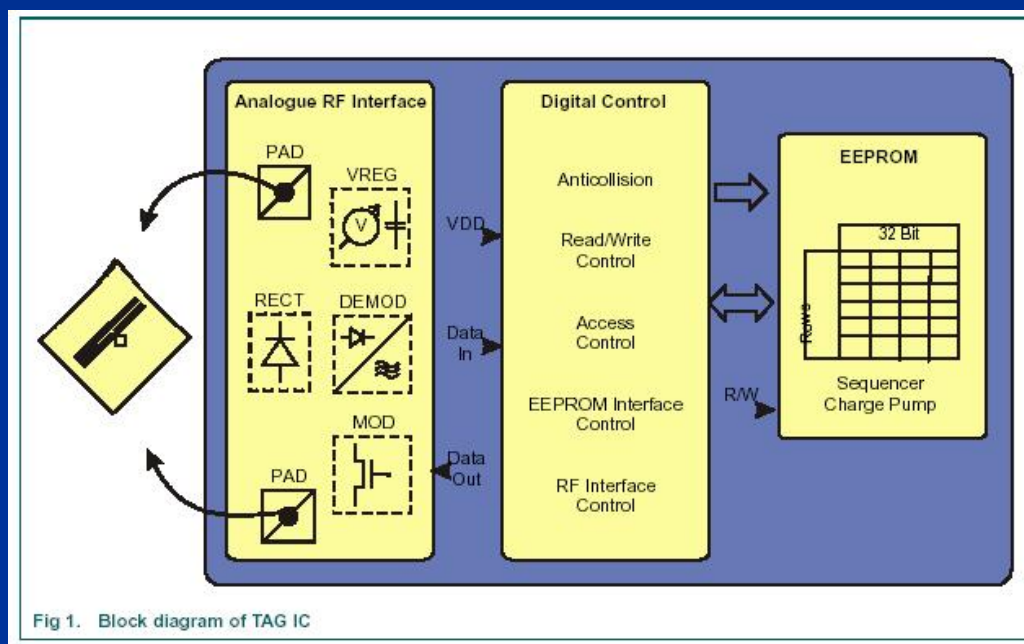 Analogue RF Interface
PAD
VREG
V
RECT
DEMOD
MOD
PAD
VDD
Data
In
Data
Out
Digital Control
Anticollision
Read/Write
Control
Access
Control
EEPROM Interface
Control
RF Interface
Control
R/W
EEPROM
32 Bit
Rows
Sequencer
Charge Pump
Fig 1. Block diagram of TAG IC